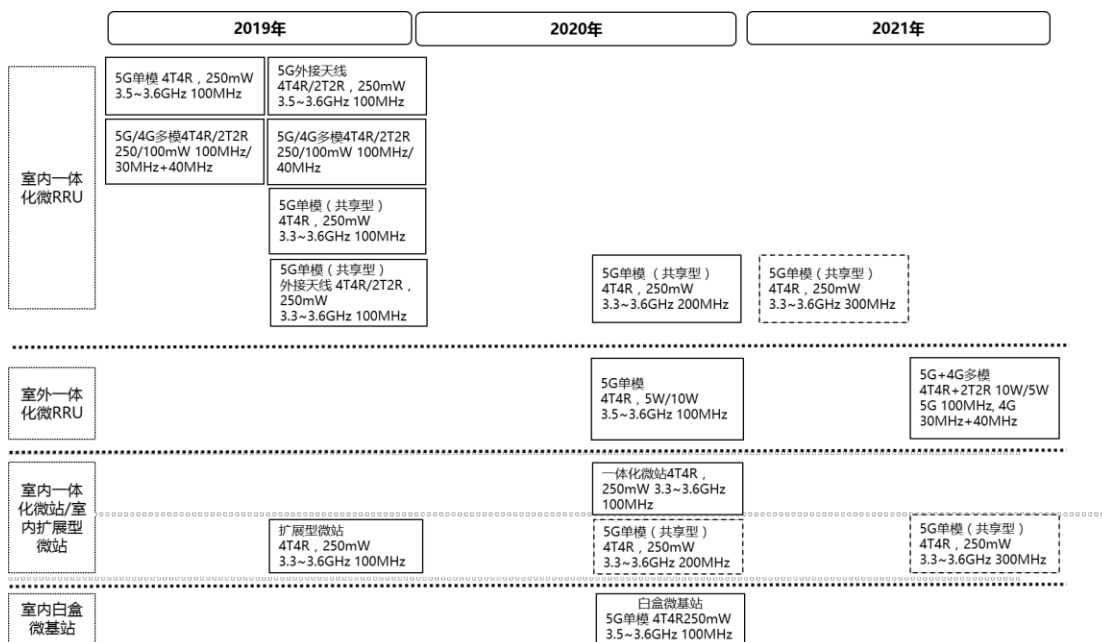 2019年
2020年
2021年
室内一体
化微RRU
5G单模 4T4R，250mW
3.5~3.6GHz 100MHz
5G外接天线
4T4R/2T2R，250mW
3.5~3.6GHz 100MHz
5G/4G多模4T4R/2T2R
250/100mW 100MHz/
30MHz+40MHz
5G/4G多模4T4R/2T2R
250/100mW 100MHz/
40MHz
5G单模（共享型）
4T4R，250mW
3.3~3.6GHz 100MHz
5G单模（共享型）
外接天线 4T4R/2T2R，
250mW
3.3~3.6GHz 100MHz
5G单模（共享型）
4T4R，250mW
3.3~3.6GHz 200MHz
5G单模（共享型）
4T4R，250mW
3.3~3.6GHz 300MHz
室外一体
化微RRU
5G单模
4T4R，5W/10W
3.5~3.6GHz 100MHz
5G+4G多模
4T4R+2T2R 10W/5W
5G 100MHz, 4G
30MHz+40MHz
室内一体
化微站/室
内扩展型
微站
一体化微站4T4R，
250mW 3.3~3.6GHz
100MHz
扩展型微站
4T4R，250mW
3.3~3.6GHz 100MHz
5G单模（共享型）
4T4R，250mW
3.3~3.6GHz 200MHz
5G单模（共享型）
4T4R，250mW
3.3~3.6GHz 300MHz
室内白盒
微基站
白盒微基站
5G单模 4T4R250mW
3.5~3.6GHz 100MHz